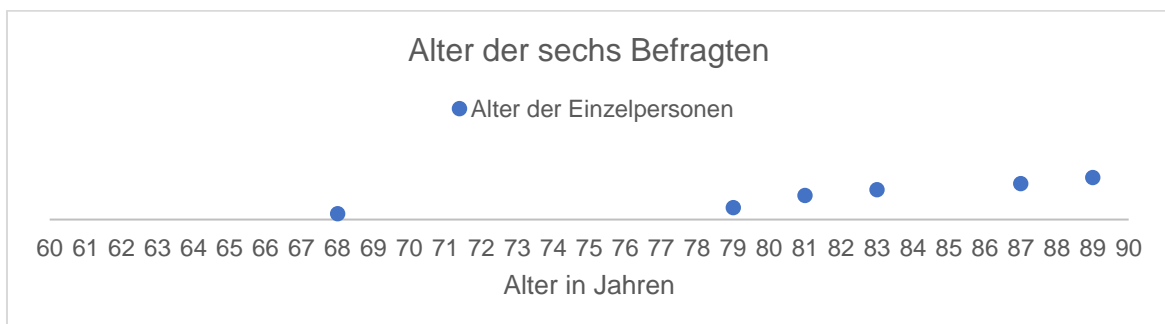 Alter der sechs Befragten
Alter der Einzelpersonen
60 61 62 63 64 65 66 67 68 69 70 71 72 73 74 75 76 77 78 79 80 81 82 83 84 85 86 87 88 89 90
Alter in Jahren